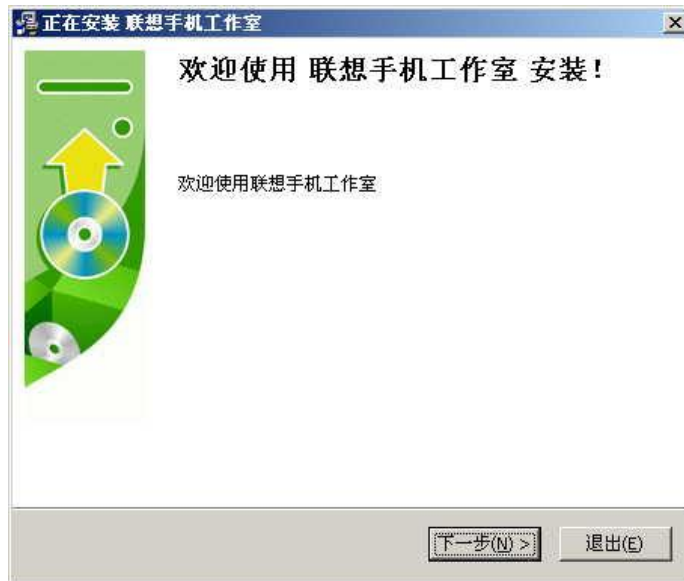 正在安装 联想手机工作室
欢迎使用 联想手机工作室 安装!
欢迎使用联想手机工作室
下一步(N) >
退出(E)